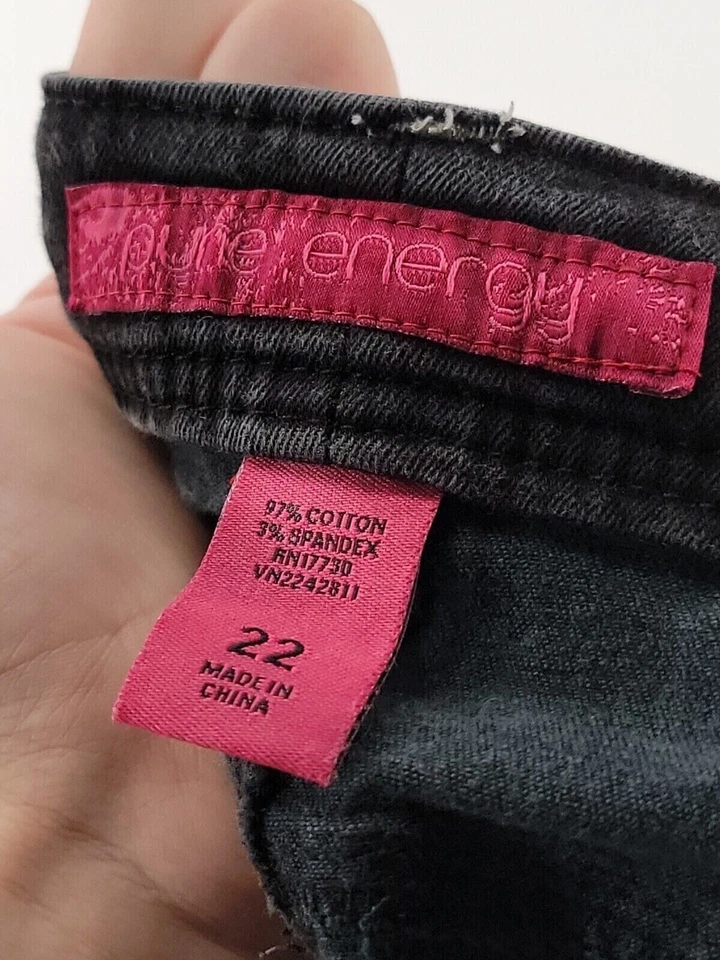 pure energy
97% COTTON
3% SPANDEX
RN17730
VN2242811
22
MADE IN
CHINA